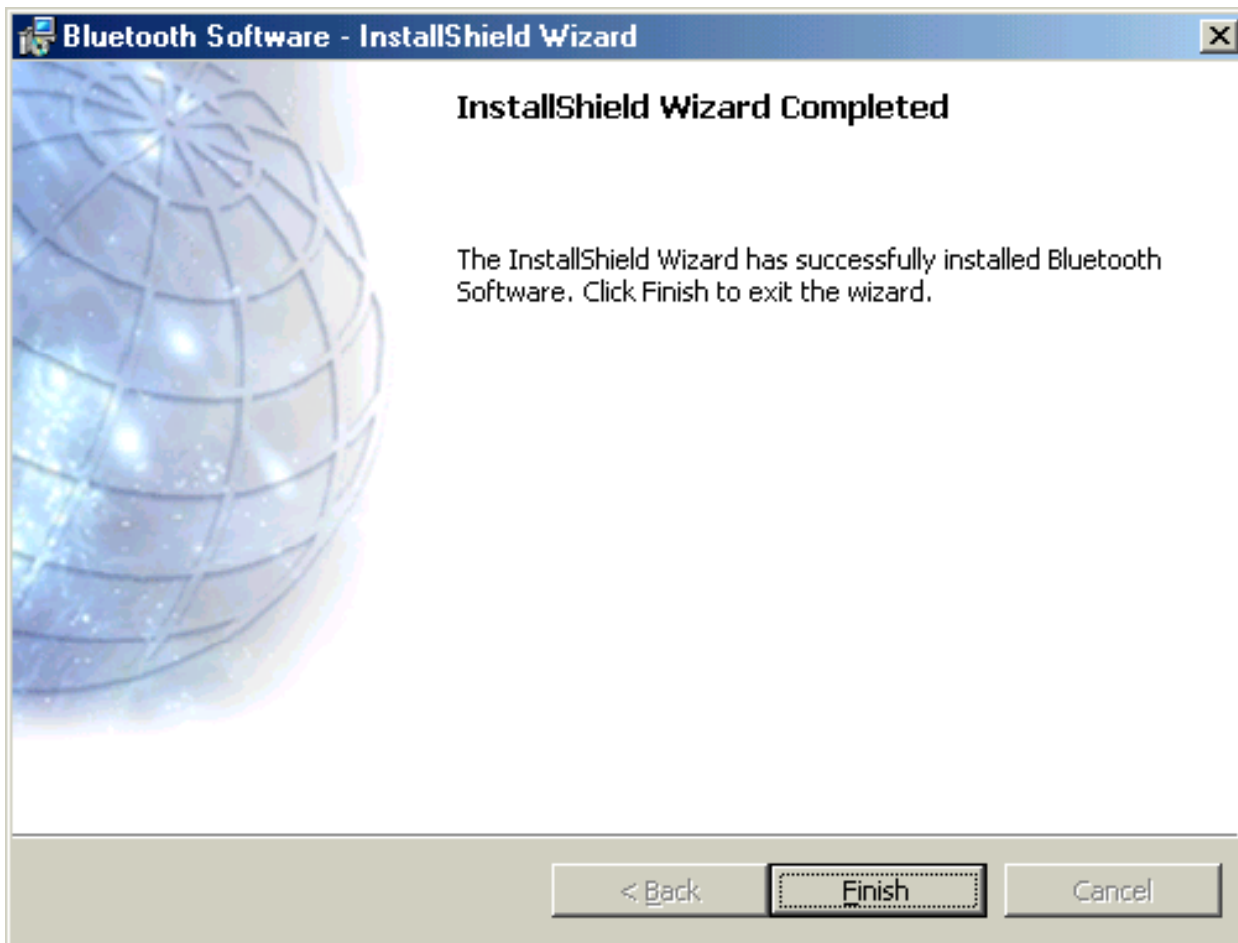 Bluetooth Software - InstallShield Wizard
InstallShield Wizard Completed
The InstallShield Wizard has successfully installed Bluetooth
Software. Click Finish to exit the wizard.
< Back Finish Cancel